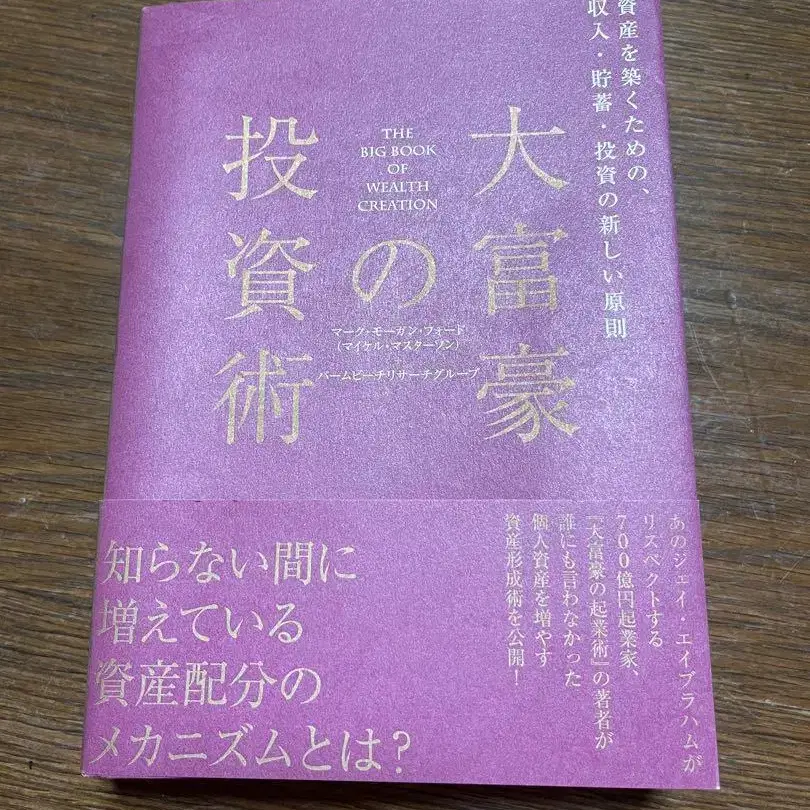 資産を築くための、
収入・貯蓄・投資の新しい原則
大富豪
の
投資術
THE
BIG BOOK
OF
WEALTH
CREATION
マーク・モーガン・フォード
(マイケル・マスターソン)
パームビーチリサーチグループ
あのジェイ・エイブラハムが
リスペクトする
700億円起業家、
『大富豪の起業術』の著者が
誰にも言わなかった
個人資産を増やす
資産形成術を公開!
知らない間に
増えている
資産配分の
メカニズムとは?